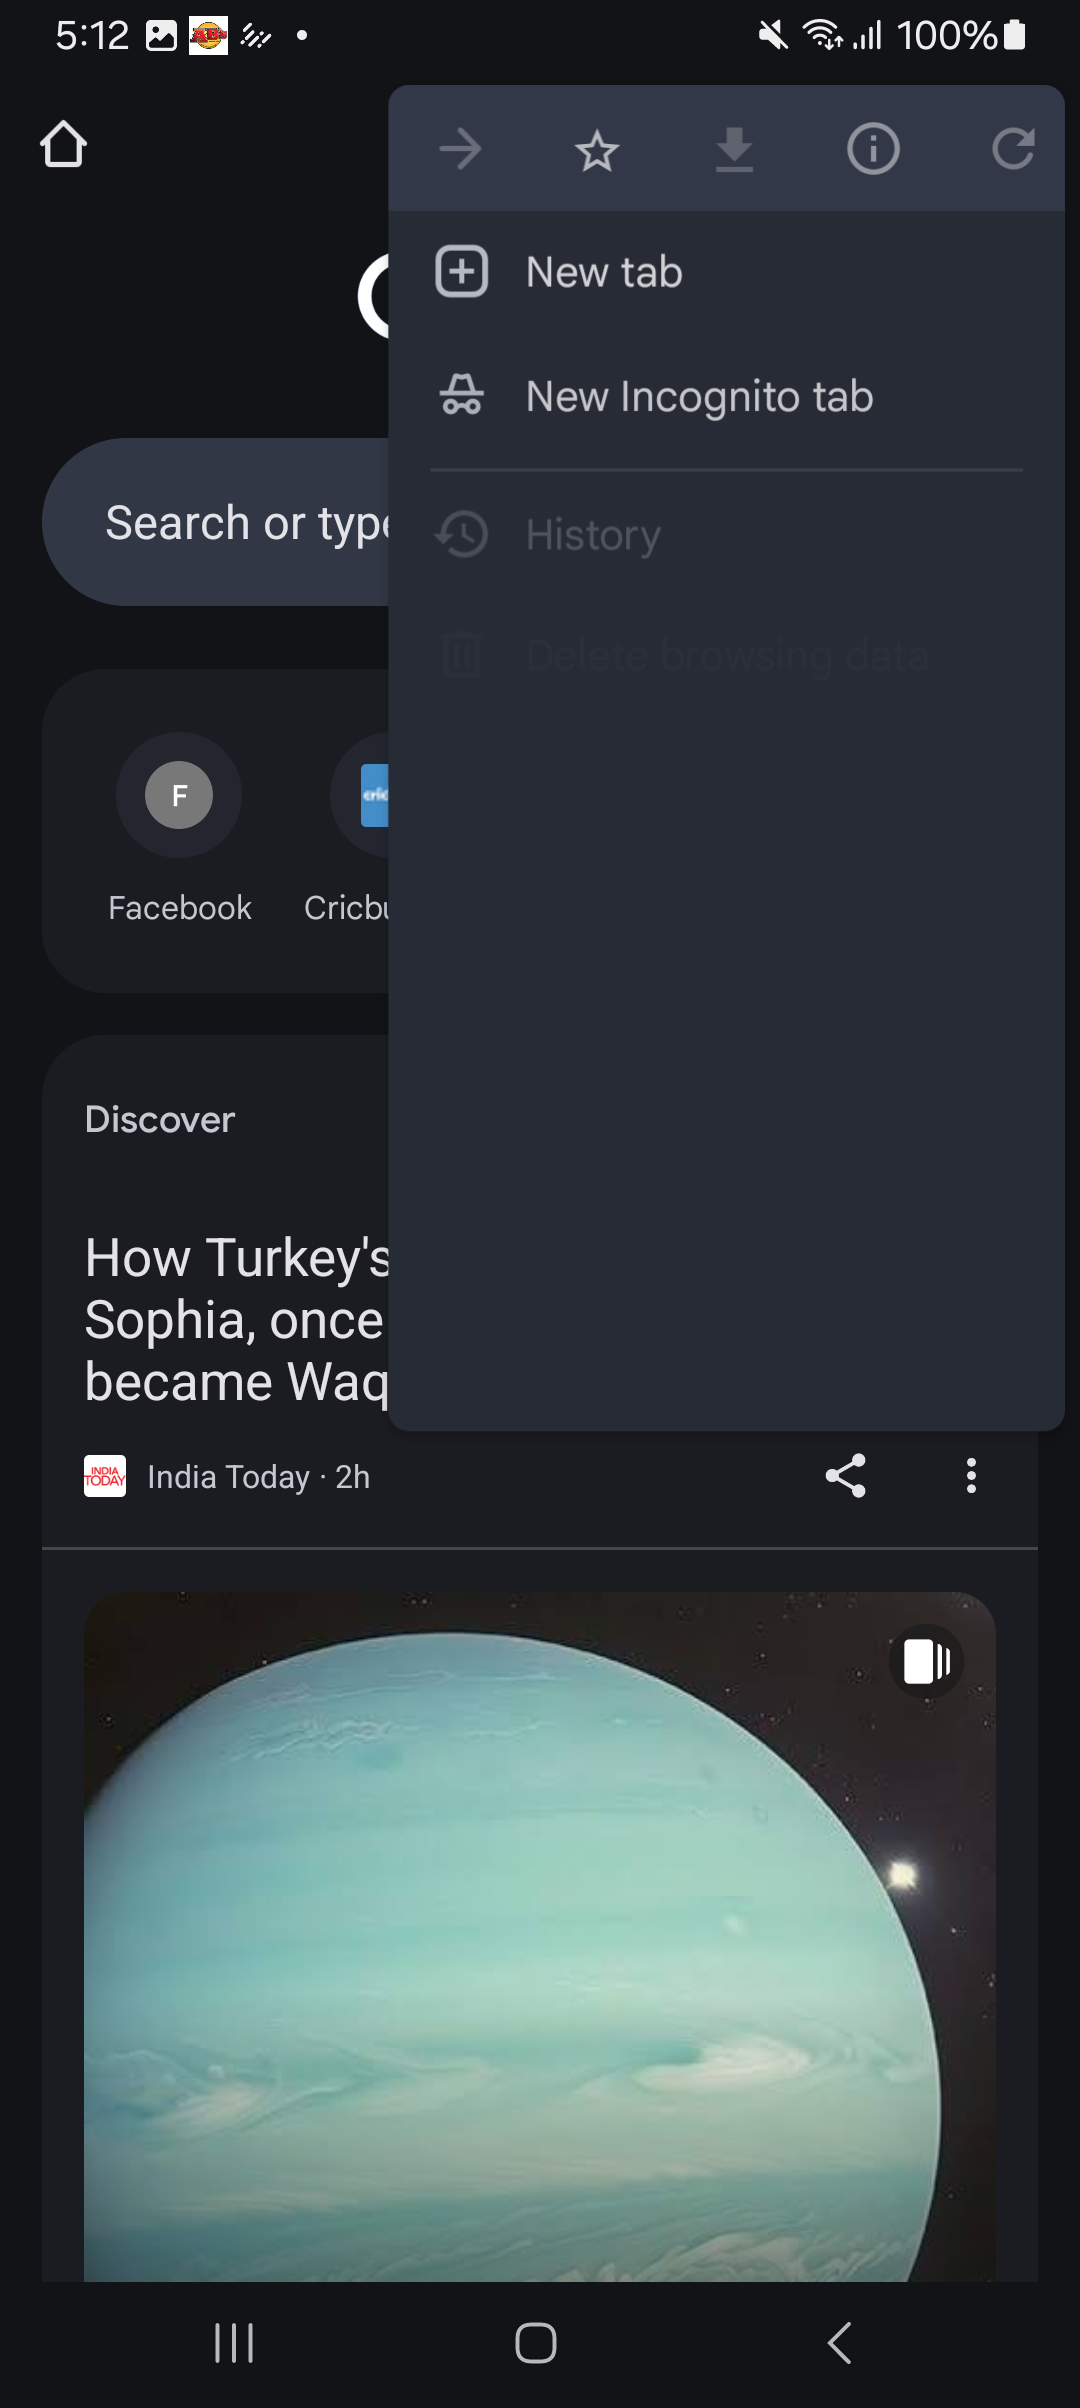 5:12
100%
New tab
New Incognito tab
Search or type
History
Delete browsing data
F
Facebook
Cricbu
Discover
How Turkey's
Sophia, once
became Waq
INDIA
TODAY
India Today · 2h